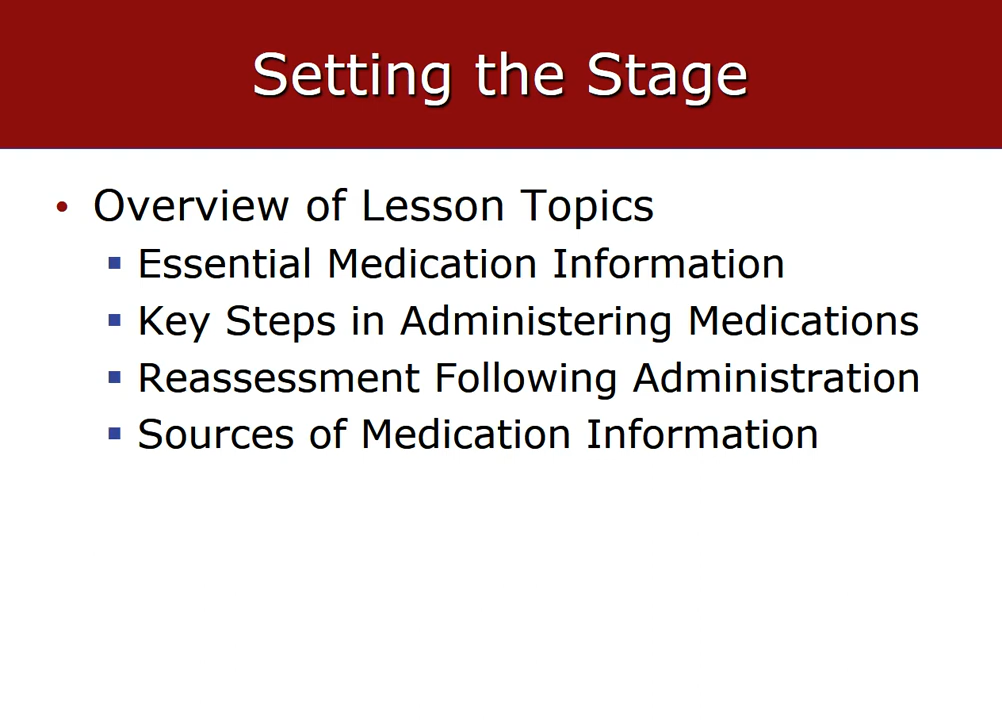 Setting the Stage
• Overview of Lesson Topics
▪ Essential Medication Information
▪ Key Steps in Administering Medications
▪ Reassessment Following Administration
▪ Sources of Medication Information